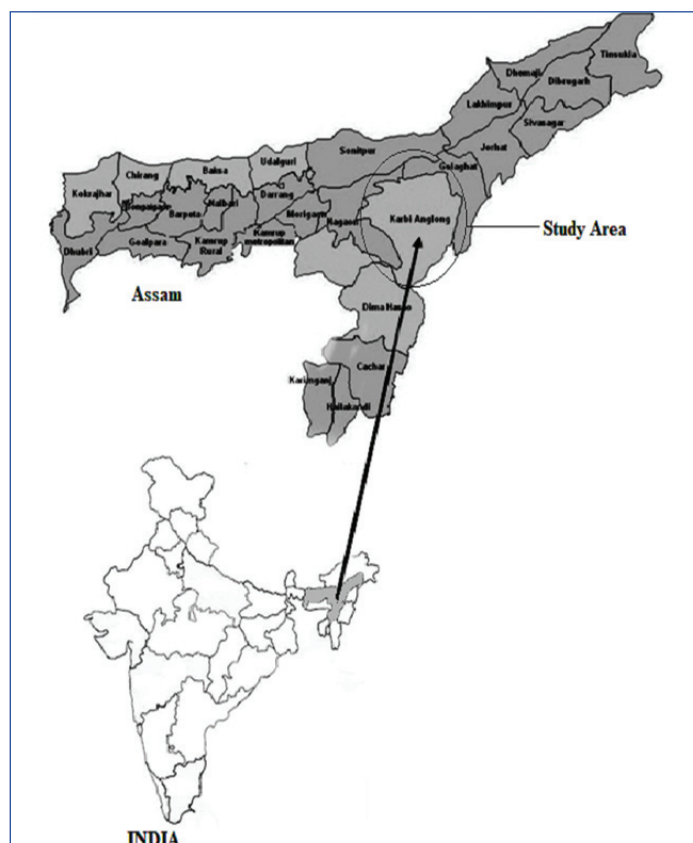 Tinsukia
Dhemaji
Dibrugarh
Lakhimpur
Sivasagar
Jorhat
Sonitpur
Golaghat
Udalguri
Baksa
Chirang
Kokrajhar
Darrang
Nalbari
Barpeta
Morigaon
Nagaon
Karbi Anglong
Kamrup
metropolitan
Goalpara
Kamrup
Rural
Dhubri
Study Area
Assam
Dima Hasao
Cachar
Karimganj
Hailakandi
INDIA